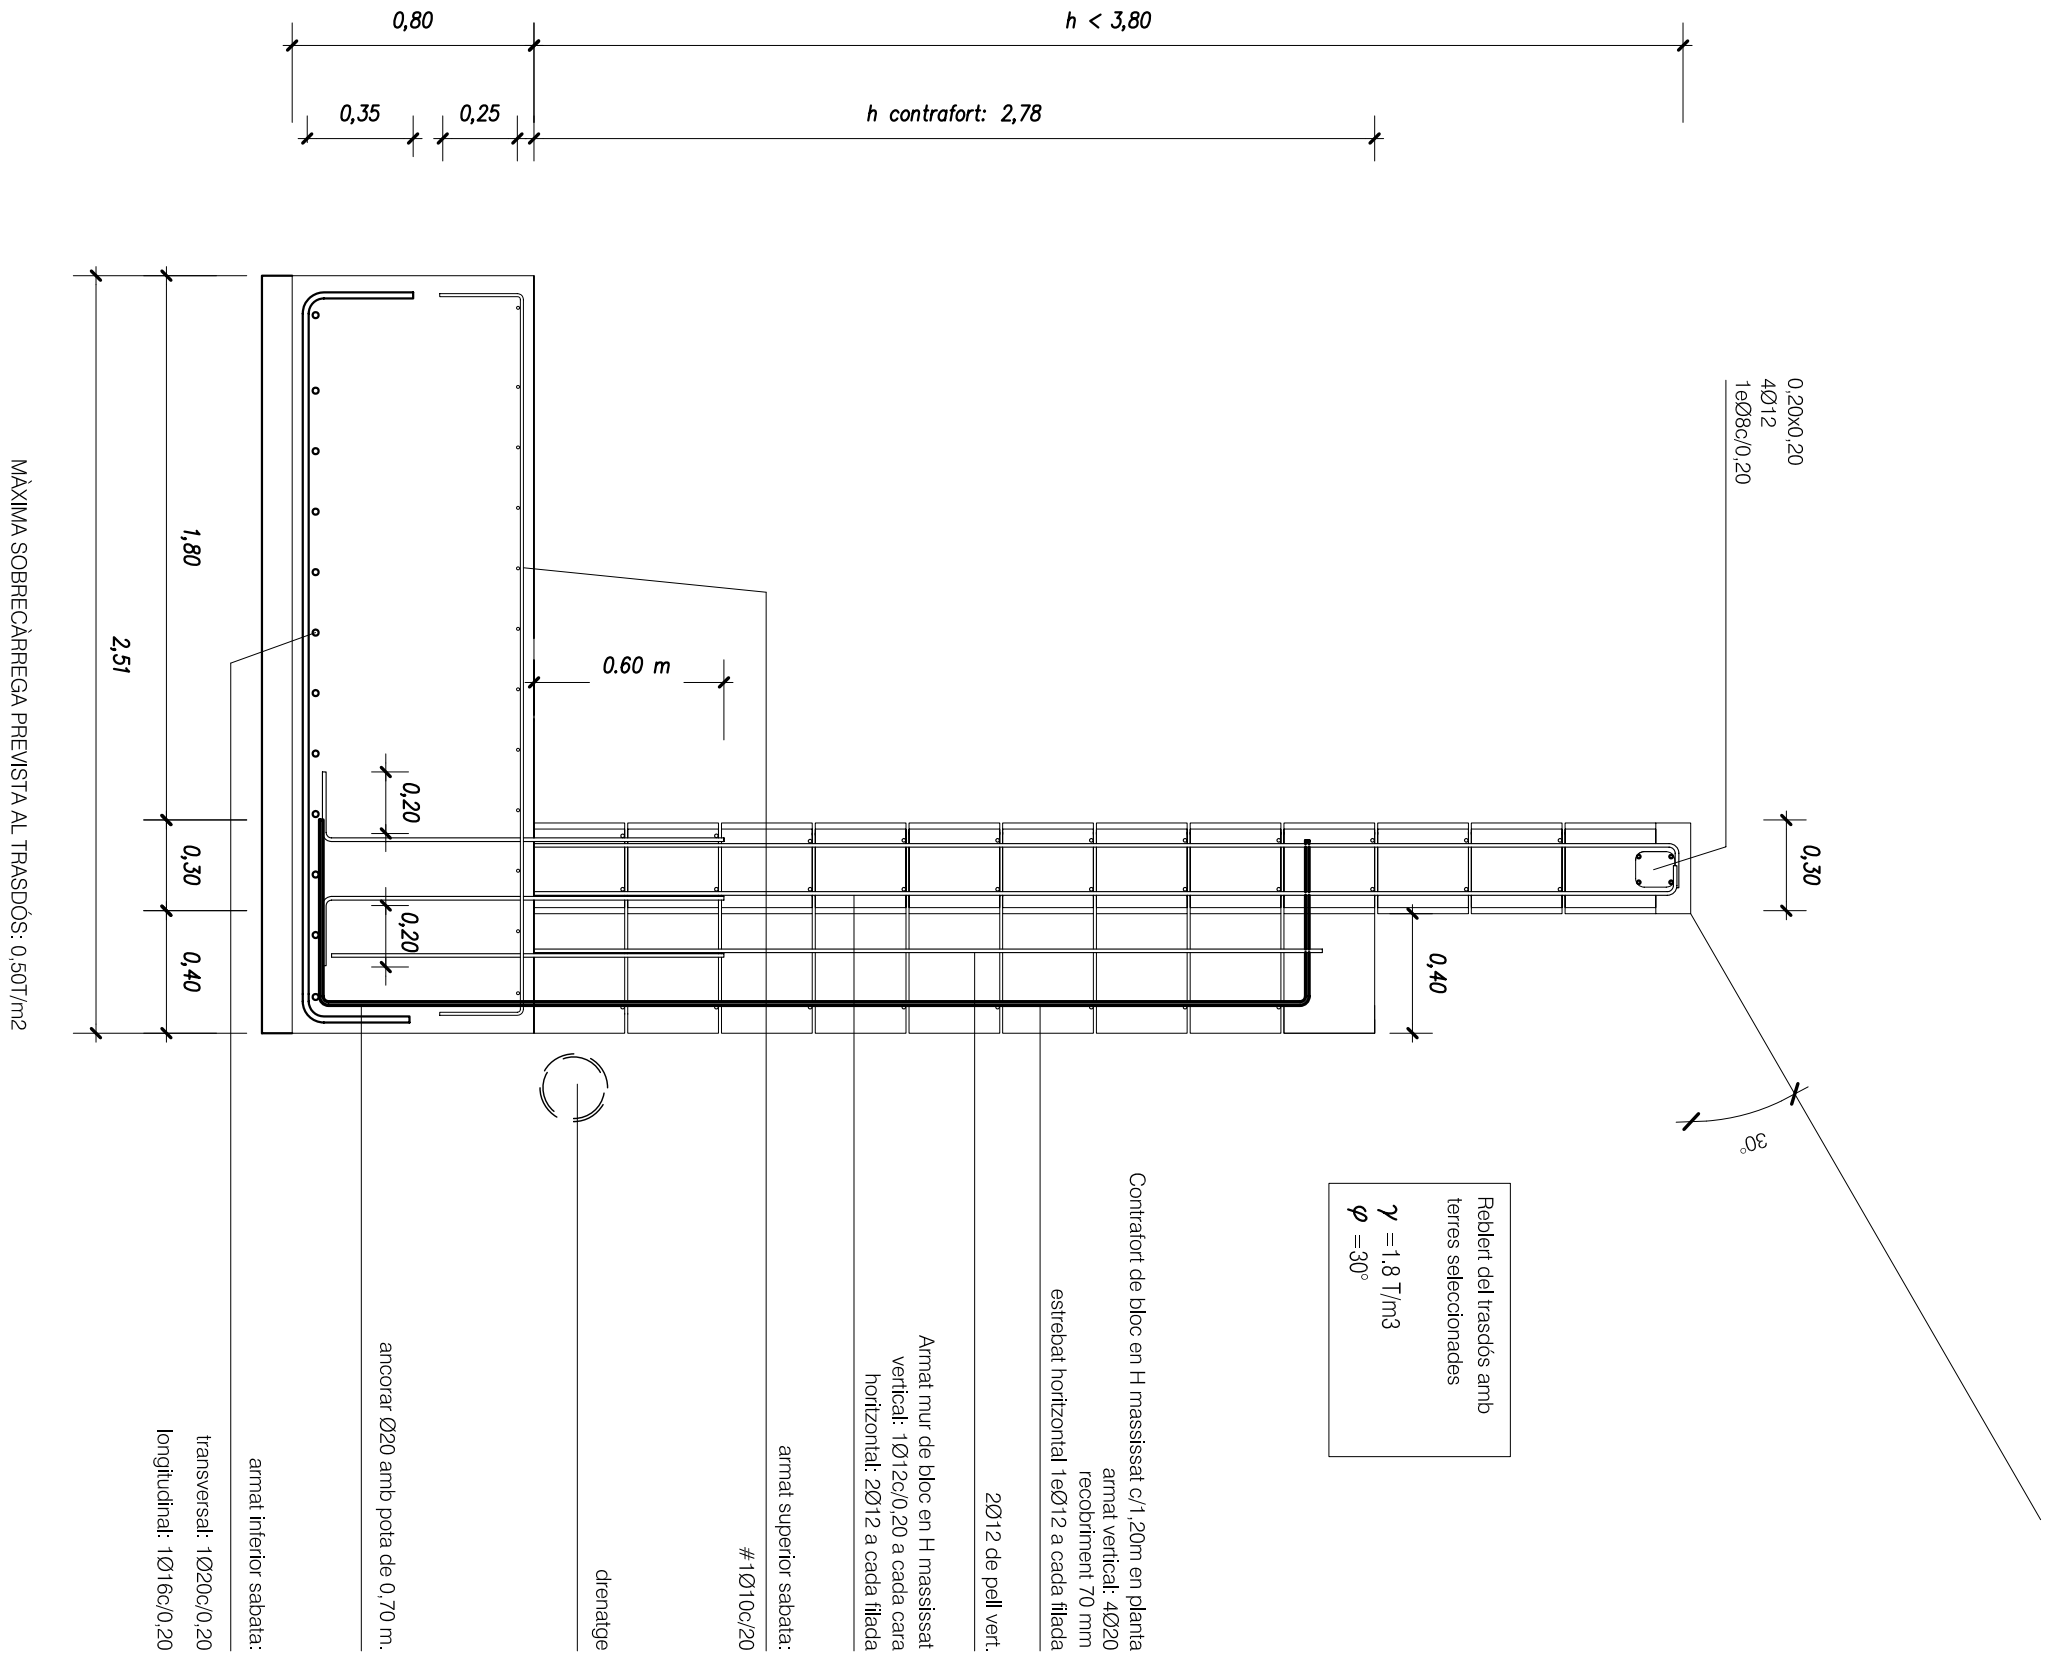 0,80
h < 3,80
0,35
0,25
h contrafort: 2,78
0,20x0,20
4Ø12
1eØ8c/0,20
0,30
0,40
30°
Reblert del trasdós amb
terres seleccionades
γ =1.8 T/m3
φ =30°
Contrafort de bloc en H massissat c/1,20m en planta
armat vertical: 4Ø20
recobriment 70 mm
estrebat horitzontal 1eØ12 a cada filada
2Ø12 de pell vert.
Armat mur de bloc en H massissat
vertical: 1Ø12c/0,20 a cada cara
horitzontal: 2Ø12 a cada filada
armat superior sabata:
#1Ø10c/20
drenatge
ancorar Ø20 amb pota de 0,70 m.
armat inferior sabata:
transversal: 1Ø20c/0,20
longitudinal: 1Ø16c/0,20
0.60 m
0,20
0,20
1,80
0,30
0,40
2,51
MÀXIMA SOBRECÀRREGA PREVISTA AL TRASDÓS: 0,50T/m2